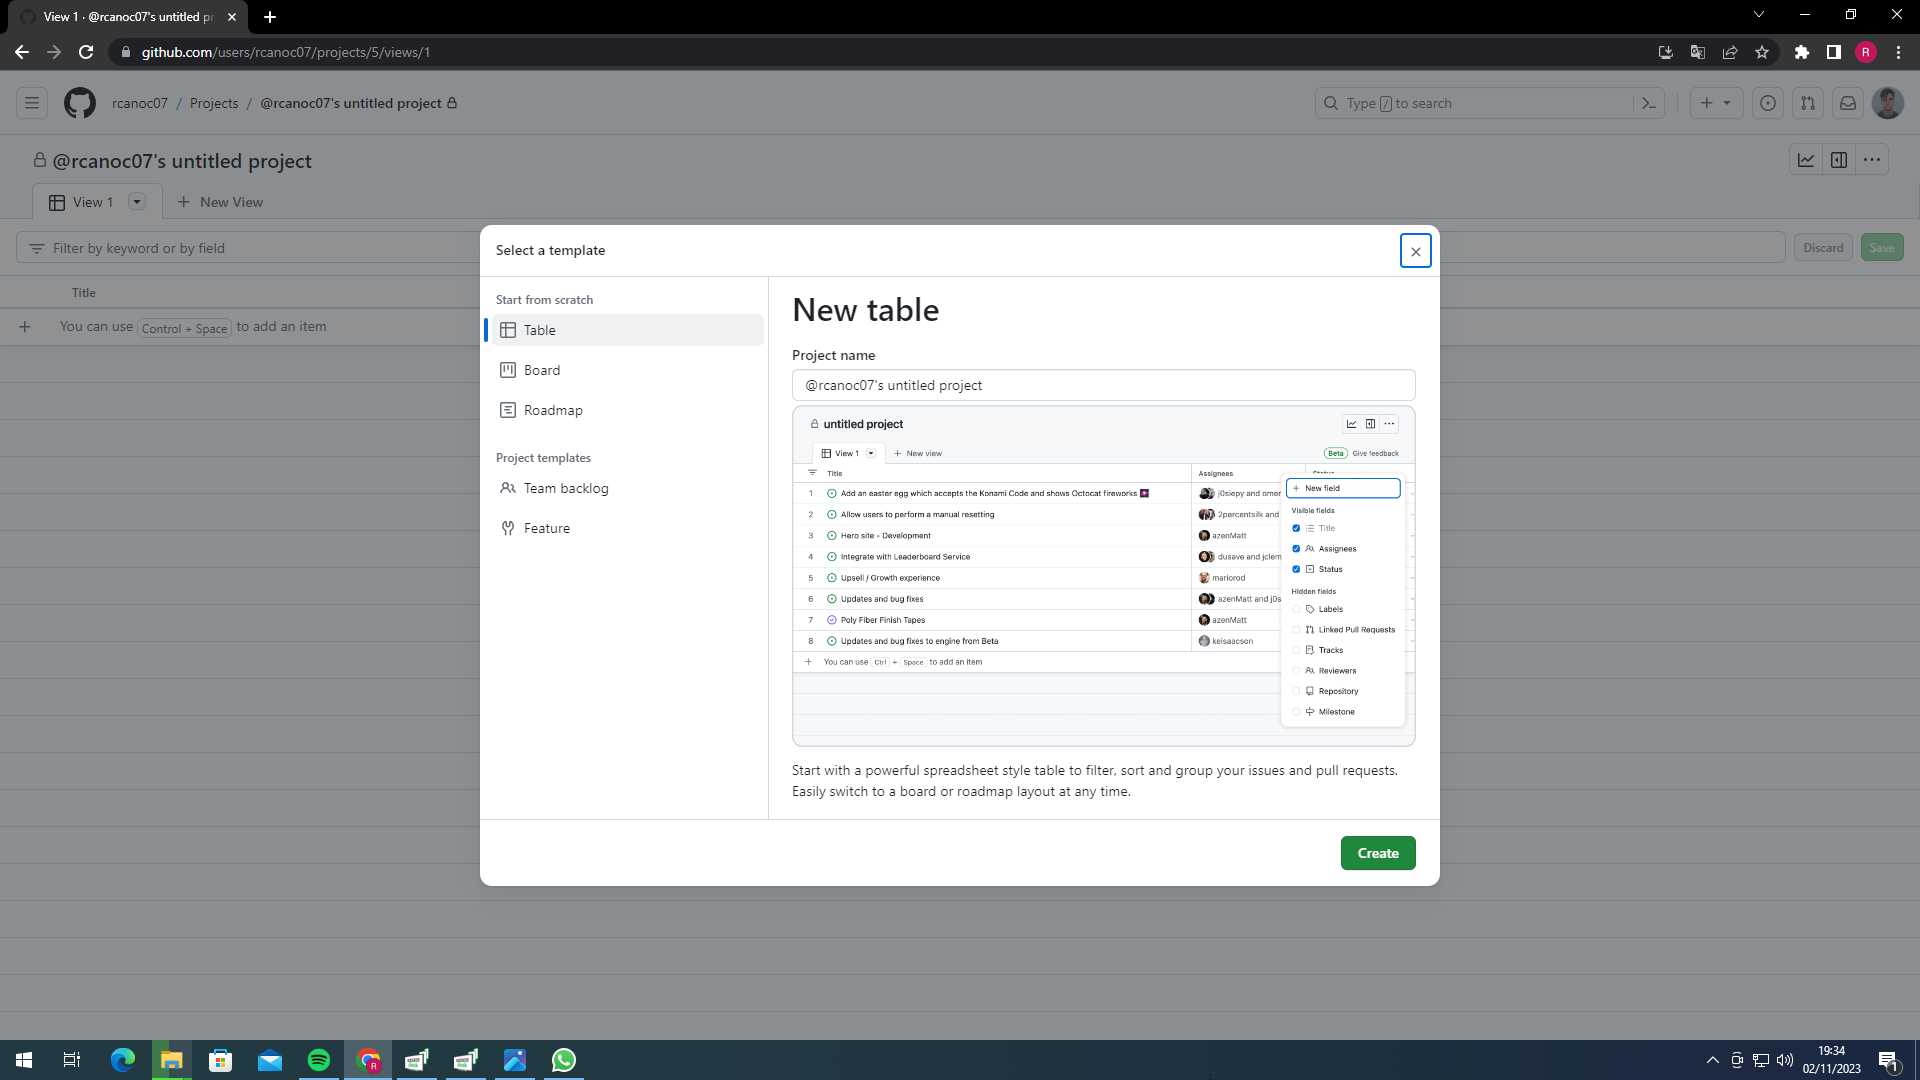 View 1 · @rcanoc07's untitled pr
github.com/users/rcanoc07/projects/5/views/1
R
rcanoc07 / Projects / @rcanoc07's untitled project
Type / to search
@rcanoc07's untitled project
View 1
New View
Filter by keyword or by field
Discard
Save
Title
You can use Control + Space to add an item
Select a template
Start from scratch
Table
Board
Roadmap
Project templates
Team backlog
Feature
New table
Project name
@rcanoc07's untitled project
untitled project
View 1
New view
Beta Give feedback
Title
Assignees
Status
1 Add an easter egg which accepts the Konami Code and shows Octocat fireworks
j0siepy and omer
2 Allow users to perform a manual resetting
2percentsilk and
3 Hero site - Development
azenMatt
4 Integrate with Leaderboard Service
dusave and jclem
5 Upsell / Growth experience
mariorod
6 Updates and bug fixes
azenMatt and j0s
7 Poly Fiber Finish Tapes
azenMatt
8 Updates and bug fixes to engine from Beta
keisaacson
You can use Ctrl + Space to add an item
New field
Visible fields
Title
Assignees
Status
Hidden fields
Labels
Linked Pull Requests
Tracks
Reviewers
Repository
Milestone
Start with a powerful spreadsheet style table to filter, sort and group your issues and pull requests.
Easily switch to a board or roadmap layout at any time.
Create
R
19:34
02/11/2023
1